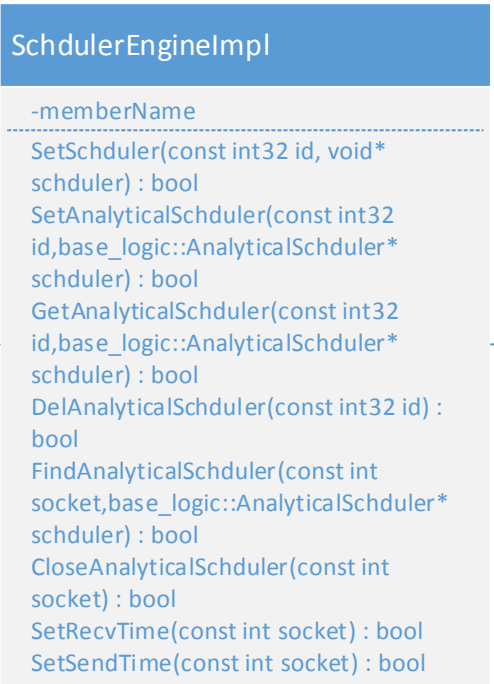 SchdulerEngineImpl
-memberName
SetSchduler(const int32 id, void*
schduler) : bool
SetAnalyticalSchduler(const int32
id,base_logic::AnalyticalSchduler*
schduler) : bool
GetAnalyticalSchduler(const int32
id,base_logic::AnalyticalSchduler*
schduler) : bool
DelAnalyticalSchduler(const int32 id) :
bool
FindAnalyticalSchduler(const int
socket,base_logic::AnalyticalSchduler*
schduler) : bool
CloseAnalyticalSchduler(const int
socket) : bool
SetRecvTime(const int socket) : bool
SetSendTime(const int socket) : bool